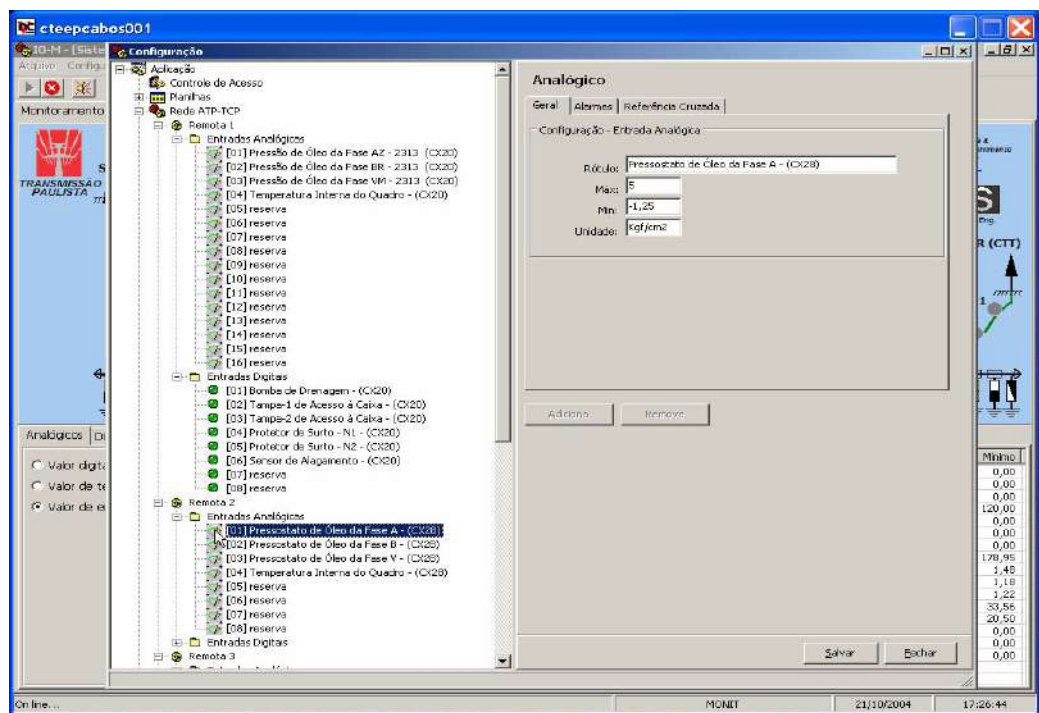 cteepcabos001
IO-M - [Siste
Configuração
Arquivo
Monitoramento
TRANSMISSÃO
PAULISTA
Aplicação
Controle de Acesso
Planilhas
Rede ATP-TCP
Remota 1
Entradas Analógicas
[01] Pressão de Óleo da Fase AZ - 2313 (CX20)
[02] Pressão de Óleo da Fase BR - 2313 (CX20)
[03] Pressão de Óleo da Fase VM - 2313 (CX20)
[04] Temperatura Interna do Quadro - (CX20)
[05] reserva
[06] reserva
[07] reserva
[08] reserva
[09] reserva
[10] reserva
[11] reserva
[12] reserva
[13] reserva
[14] reserva
[15] reserva
[16] reserva
Entradas Digitais
[01] Bomba de Drenagem - (CX20)
[02] Tampa-1 de Acesso à Caixa - (CX20)
[03] Tampa-2 de Acesso à Caixa - (CX20)
[04] Protetor de Surto - N1 - (CX20)
[05] Protetor de Surto - N2 - (CX20)
[06] Sensor de Alagamento - (CX20)
[07] reserva
[08] reserva
Remota 2
Entradas Analógicas
[01] Pressostato de Óleo da Fase A - (CX28)
[02] Pressostato de Óleo da Fase B - (CX28)
[03] Pressostato de Óleo da Fase V - (CX28)
[04] Temperatura Interna do Quadro - (CX28)
[05] reserva
[06] reserva
[07] reserva
[08] reserva
Entradas Digitais
Remota 3
Analógico
Geral Alarmes Referência Cruzada
Configuração - Entrada Analógica
Rótulo: Pressostato de Óleo da Fase A - (CX28)
Máx: 5
Min: -1,25
Unidade: Kgf/cm2
Adiciona Remove
Salvar Fechar
S
Eng.
R (CTT)
1
Analógicos
Valor digita
Valor de te
Valor de e
Mínimo
0,00
0,00
0,00
120,00
0,00
0,00
0,00
178,95
1,48
1,18
1,22
33,56
20,50
0,00
0,00
0,00
On line... MONIT 21/10/2004 17:26:44